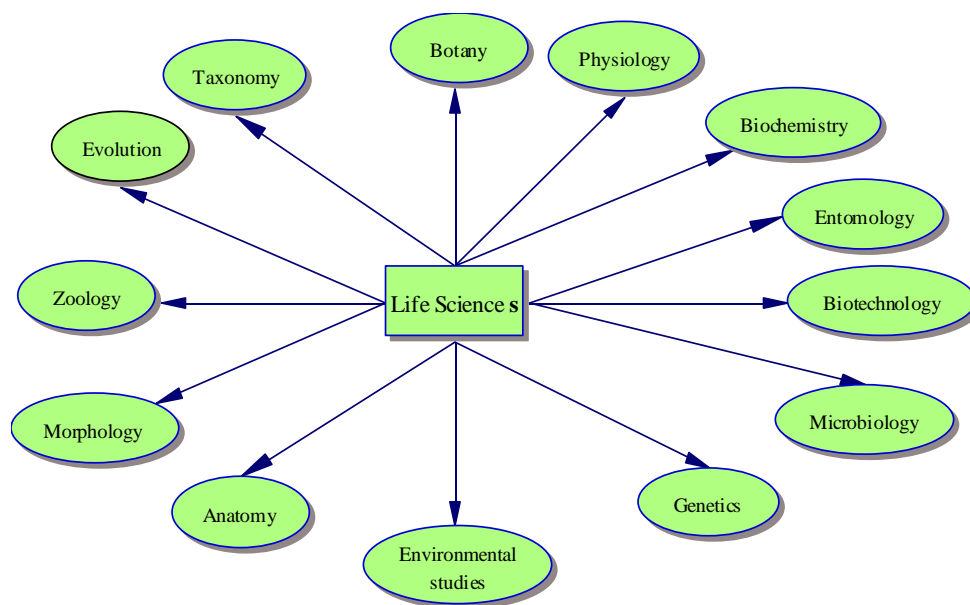 Botany
Physiology
Taxonomy
Biochemistry
Evolution
Entomology
Zoology
Life Science s
Biotechnology
Morphology
Microbiology
Anatomy
Genetics
Environmental
studies